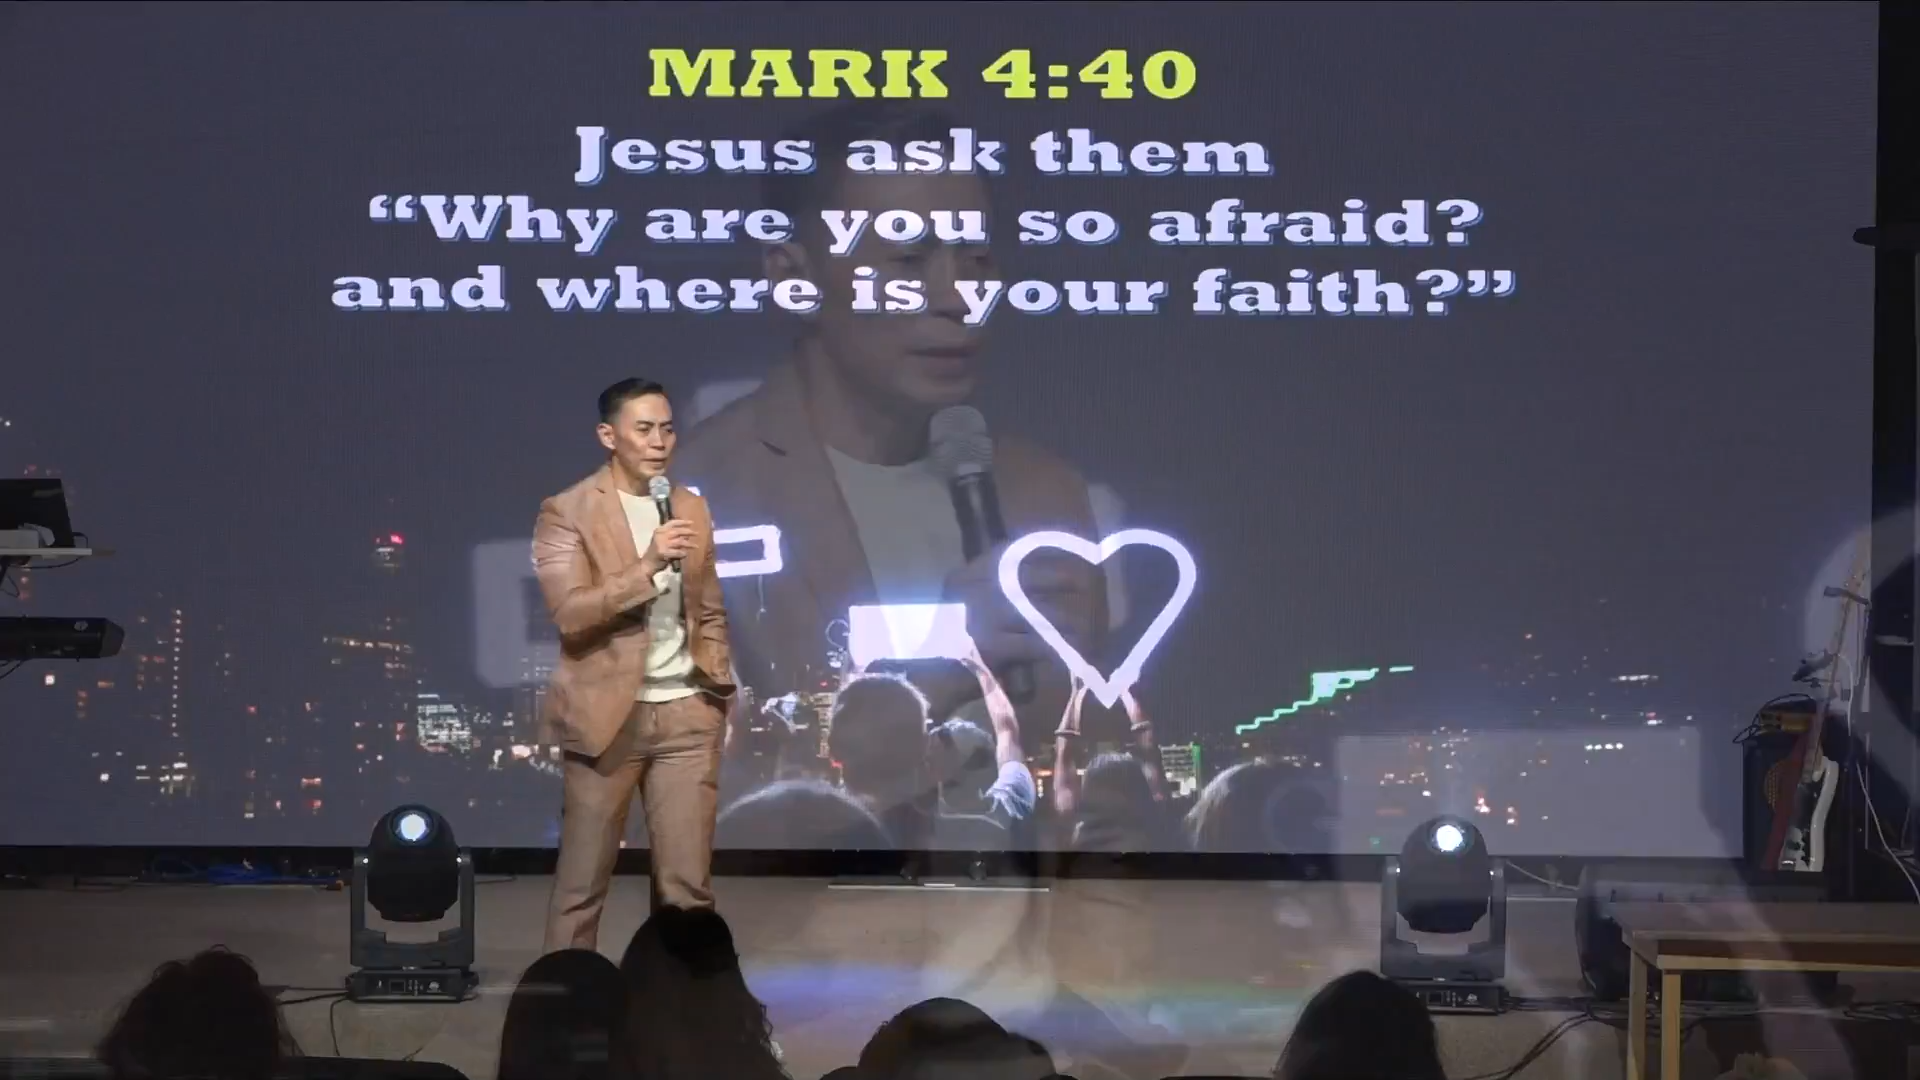 MARK 4:40
Jesus ask them
“Why are you so afraid?
and where is your faith?”